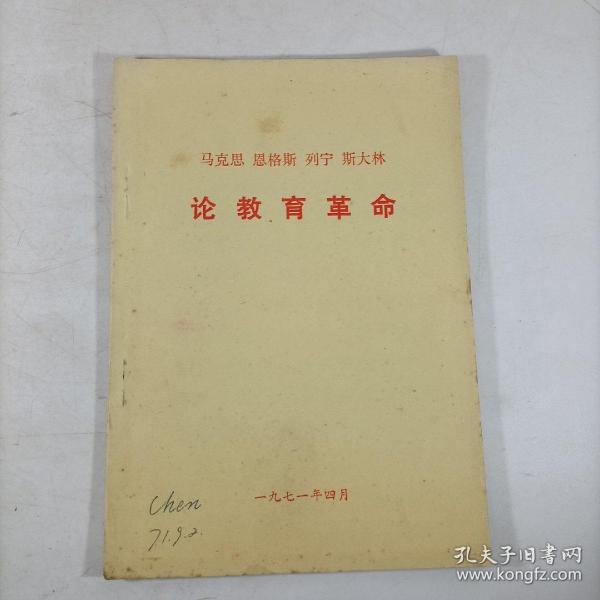 马克思 恩格斯 列宁 斯大林
论教育革命
一九七一年四月
Chen
71.9.2.
孔夫子旧书网
www.kongfz.com